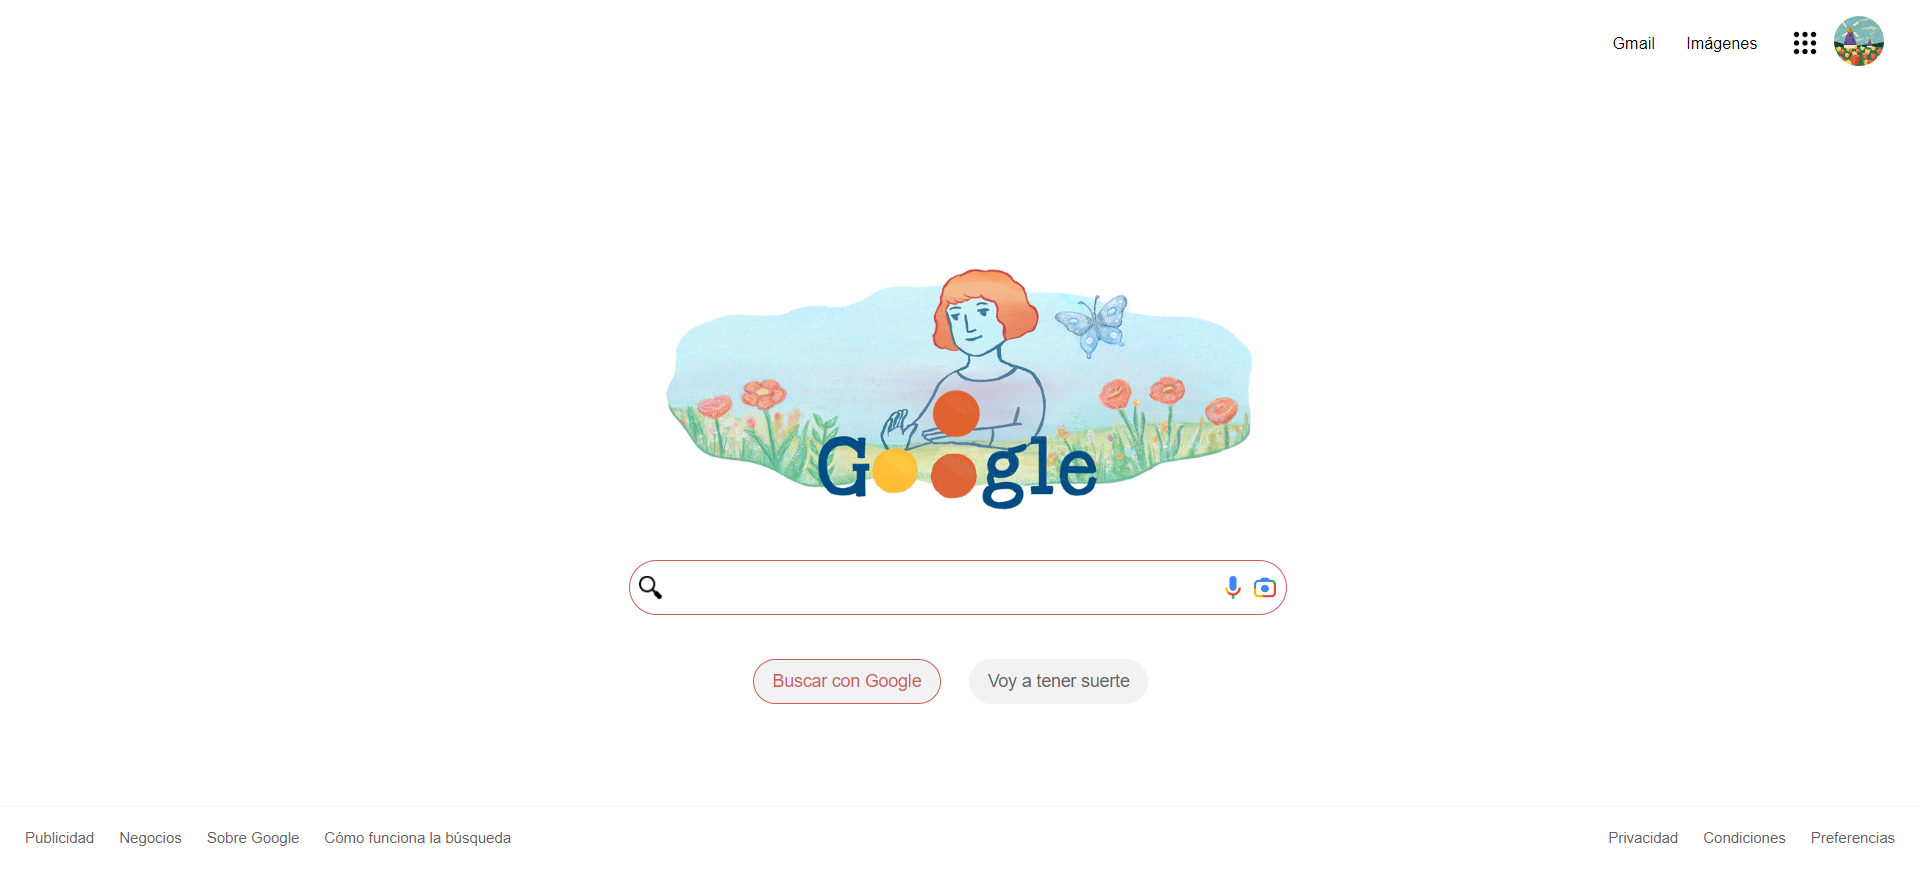 Gmail Imágenes
Google
Buscar con Google Voy a tener suerte
Publicidad Negocios Sobre Google Cómo funciona la búsqueda Privacidad Condiciones Preferencias